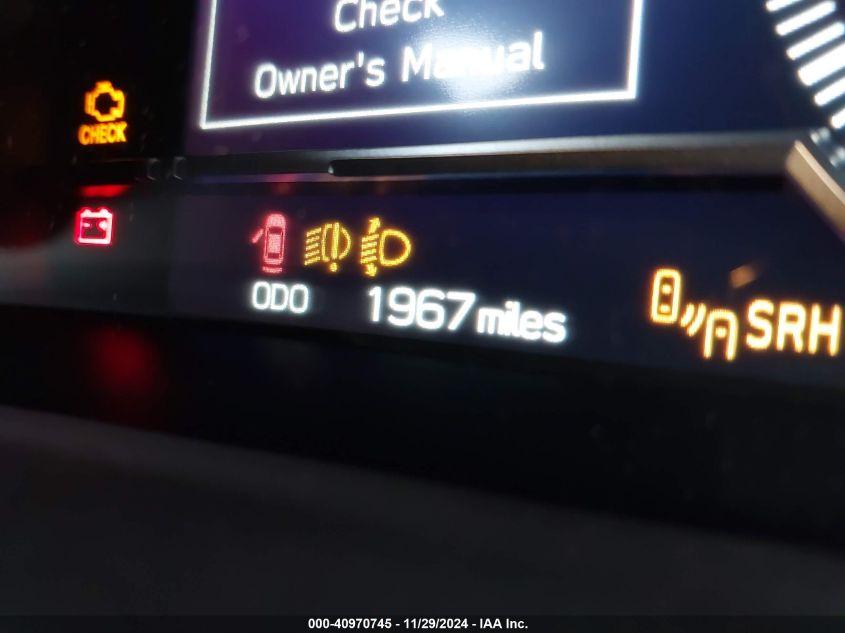 Check
Owner's Manual
CHECK
ODO 1967 miles
SRH
000-40970745 - 11/29/2024 - IAA Inc.